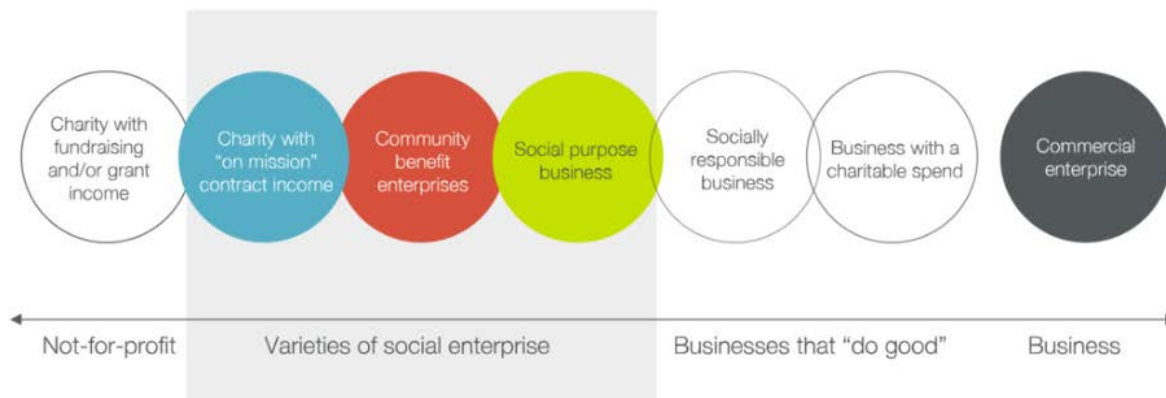 Charity with
fundraising
and/or grant
income
Charity with
"on mission"
contract income
Community
benefit
enterprises
Social purpose
business
Socially
responsible
business
Business with a
charitable spend
Commercial
enterprise
Not-for-profit
Varieties of social enterprise
Businesses that “do good”
Business